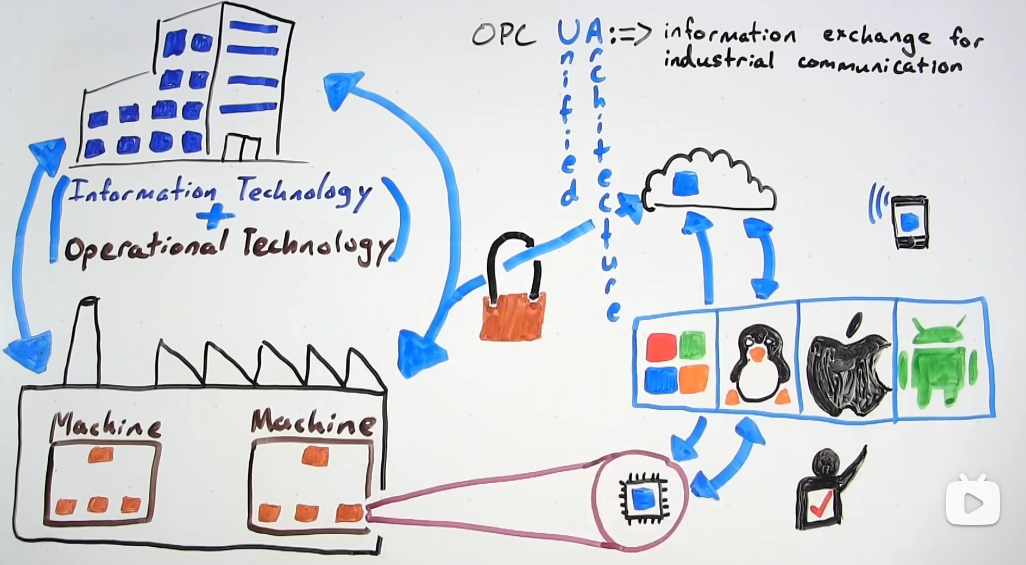 OPC UA :=> information exchange for
industrial communication
Unified
Architecture
(Information Technology
+
Operational Technology)
Machine
Machine